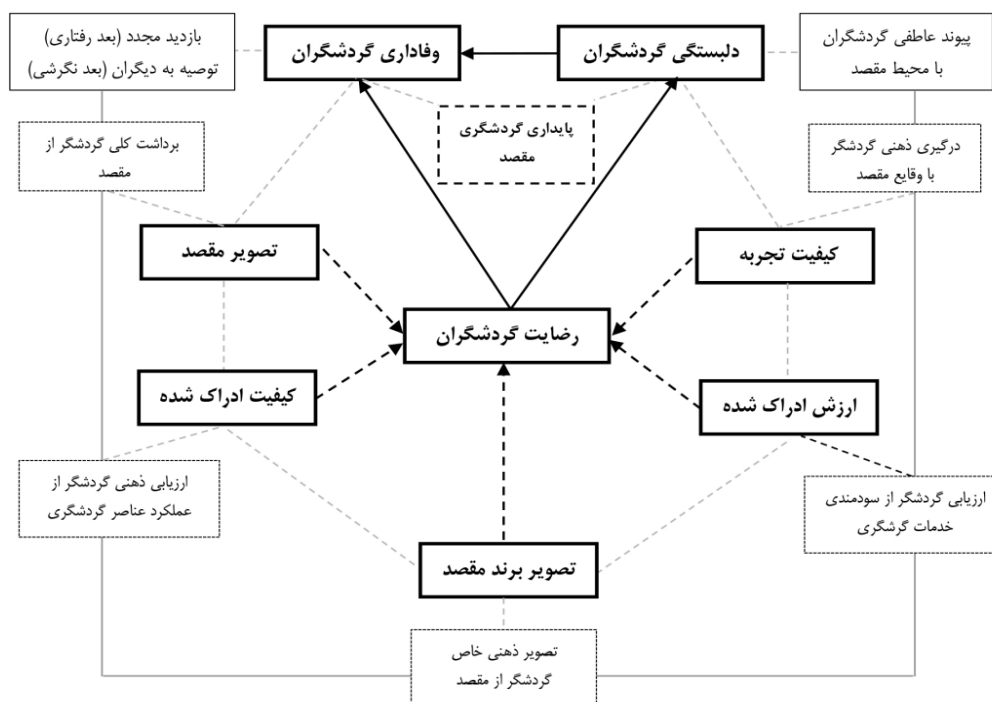 پیوند عاطفی گردشگران
با محیط مقصد
دلبستگی گردشگران
وفاداری گردشگران
بازدید مجدد (بعد رفتاری)
توصیه به دیگران (بعد نگرشی)
پایداری گردشگری
مقصد
درگیری ذهنی گردشگر
با وقایع مقصد
برداشت کلی گردشگر از
مقصد
کیفیت تجربه
تصویر مقصد
رضایت گردشگران
ارزش ادراک شده
کیفیت ادراک شده
ارزیابی گردشگر از سودمندی
خدمات گرشگری
ارزیابی ذهنی گردشگر از
عملکرد عناصر گردشگری
تصویر برند مقصد
تصویر ذهنی خاص
گردشگر از مقصد